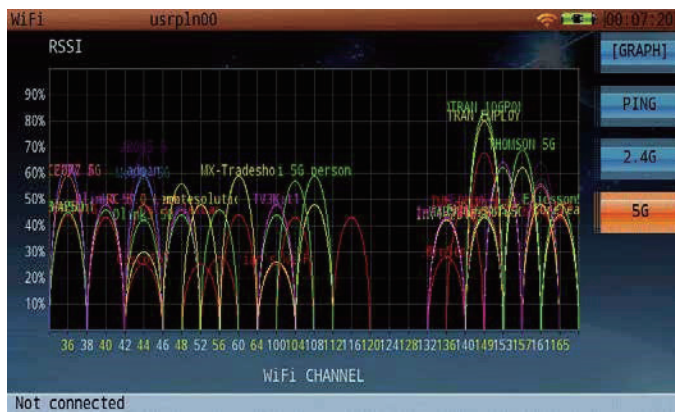 WiFi usrpln00 00:07:20
RSSI
[GRAPH]
PING
2.4G
5G
90%
80%
70%
60%
50%
40%
30%
20%
10%
THOMSON 5G
MX-Tradeshoi 5G person
36 38 40 42 44 46 48 52 56 60 64 100 104 108 112 116 120 124 128 132 136 140 149 153 157 161 165
WiFi CHANNEL
Not connected